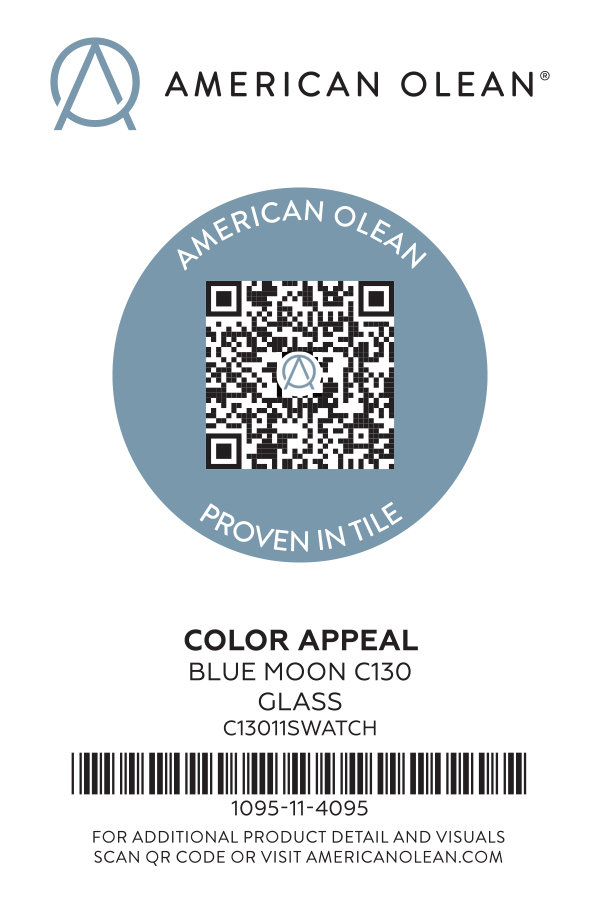 AMERICAN OLEAN®
AMERICAN OLEAN
PROVEN IN TILE
COLOR APPEAL
BLUE MOON C130
GLASS
C13011SWATCH
1095-11-4095
FOR ADDITIONAL PRODUCT DETAIL AND VISUALS
SCAN QR CODE OR VISIT AMERICANOLEAN.COM